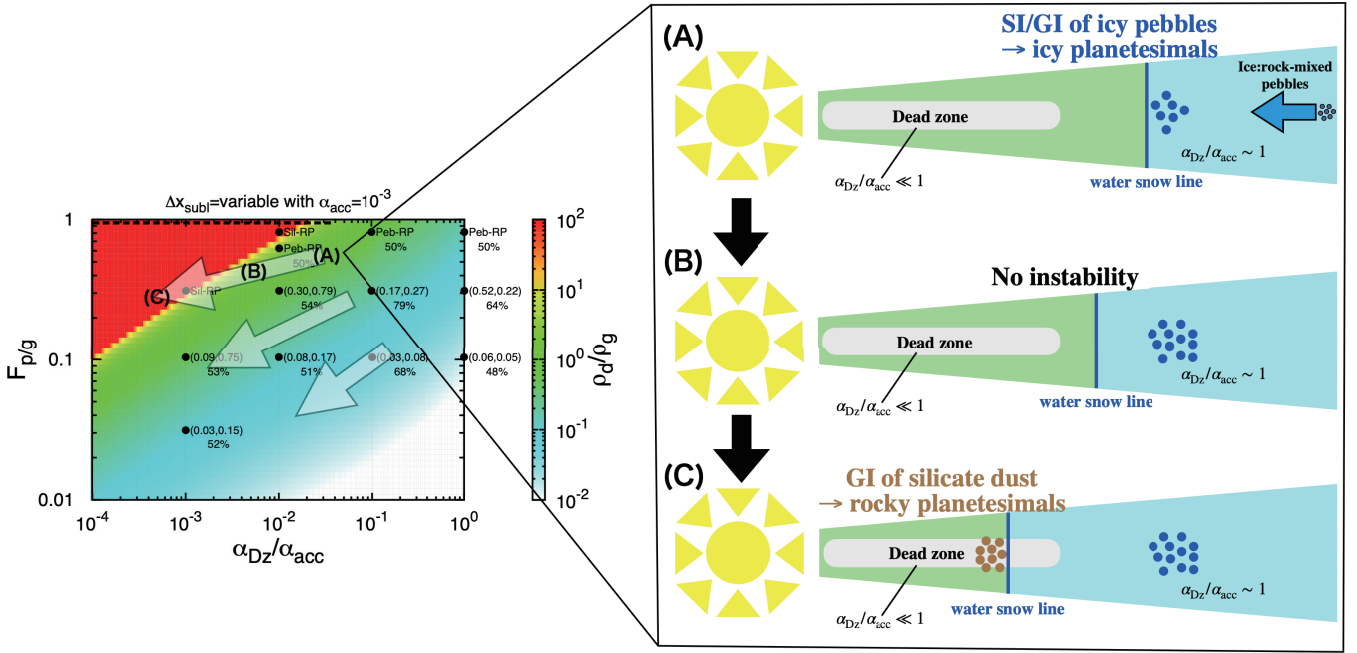 Δx_subl=variable with α_acc=10^-3
1
0.1
0.01
F_p/g
10^-4
10^-3
10^-2
10^-1
10^0
α_Dz/α_acc
10^2
10^1
10^0
10^-1
10^-2
ρ_d/ρ_g
Sil-RP
Peb-RP
50%
Peb-RP
50%
Peb-RP
50%
(A)
(B)
(C)
Sil-RP
(0.30,0.79)
54%
(0.17,0.27)
79%
(0.52,0.22)
64%
(0.09,0.75)
53%
(0.08,0.17)
51%
(0.03,0.08)
68%
(0.06,0.05)
48%
(0.03,0.15)
52%
(A)
SI/GI of icy pebbles
→ icy planetesimals
Ice:rock-mixed
pebbles
Dead zone
α_Dz/α_acc ≪ 1
α_Dz/α_acc ~ 1
water snow line
(B)
No instability
Dead zone
α_Dz/α_acc ≪ 1
α_Dz/α_acc ~ 1
water snow line
(C)
GI of silicate dust
→ rocky planetesimals
Dead zone
α_Dz/α_acc ≪ 1
α_Dz/α_acc ~ 1
water snow line